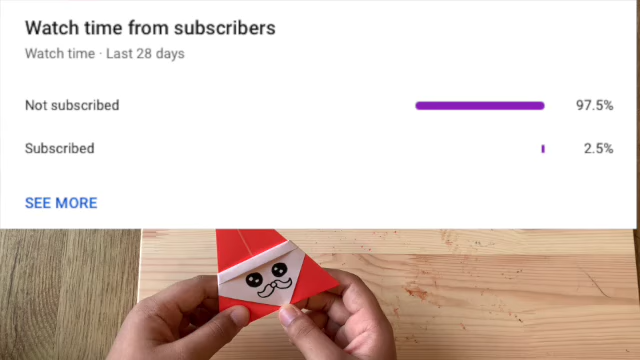 Watch time from subscribers
Watch time · Last 28 days
Not subscribed 97.5%
Subscribed 2.5%
SEE MORE